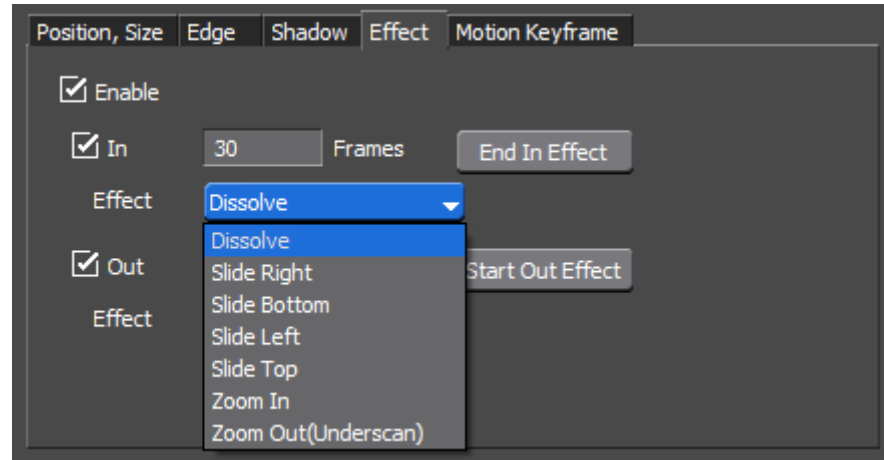 Position, Size Edge Shadow Effect Motion Keyframe
Enable
In 30 Frames End In Effect
Effect Dissolve
Dissolve
Out Slide Right Start Out Effect
Slide Bottom
Effect Slide Left
Slide Top
Zoom In
Zoom Out(Underscan)